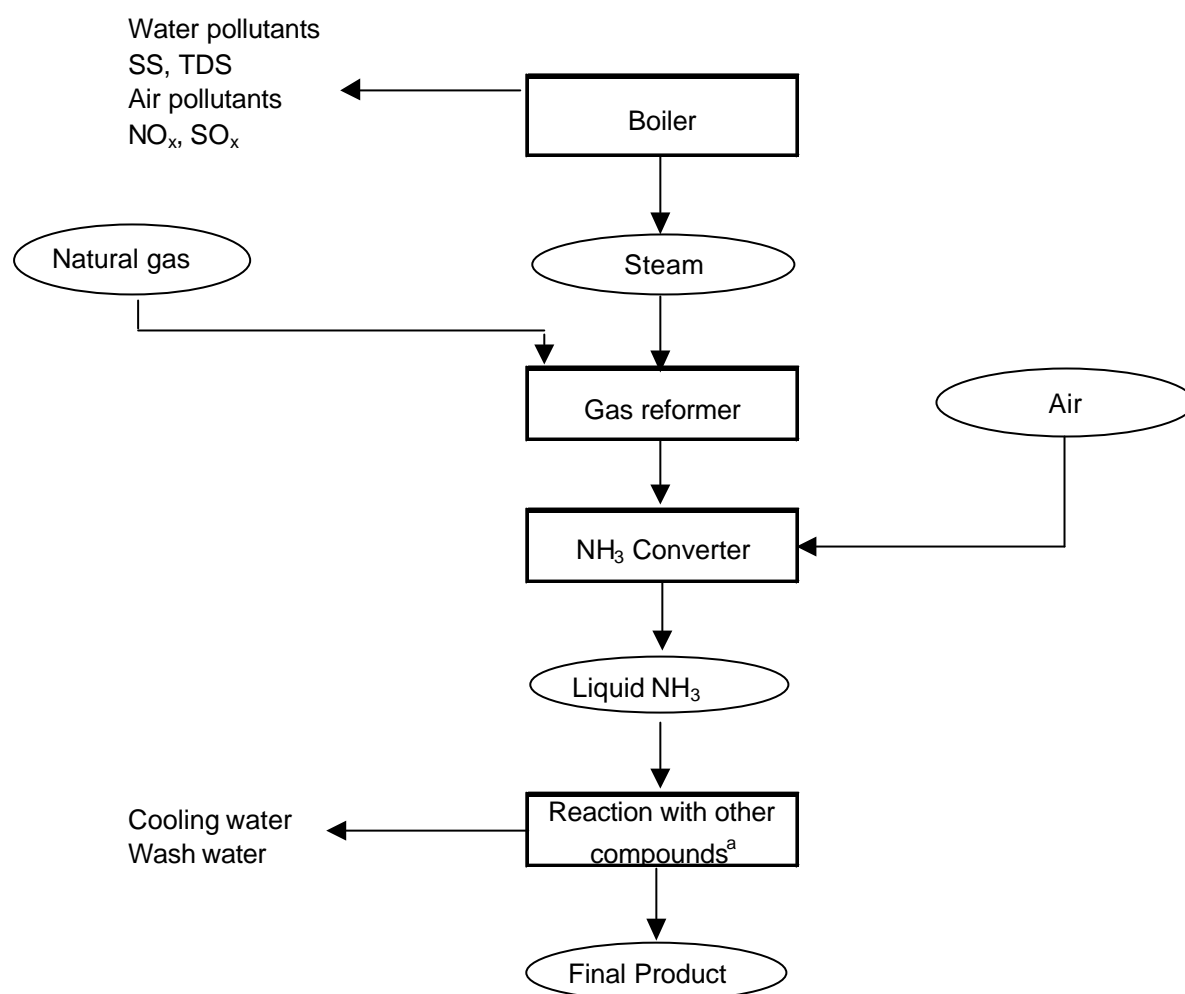 Water pollutants
SS, TDS
Air pollutants
NOₓ, SOₓ
Boiler
Natural gas
Steam
Gas reformer
Air
NH₃ Converter
Liquid NH₃
Reaction with other
compoundsᵃ
Cooling water
Wash water
Final Product